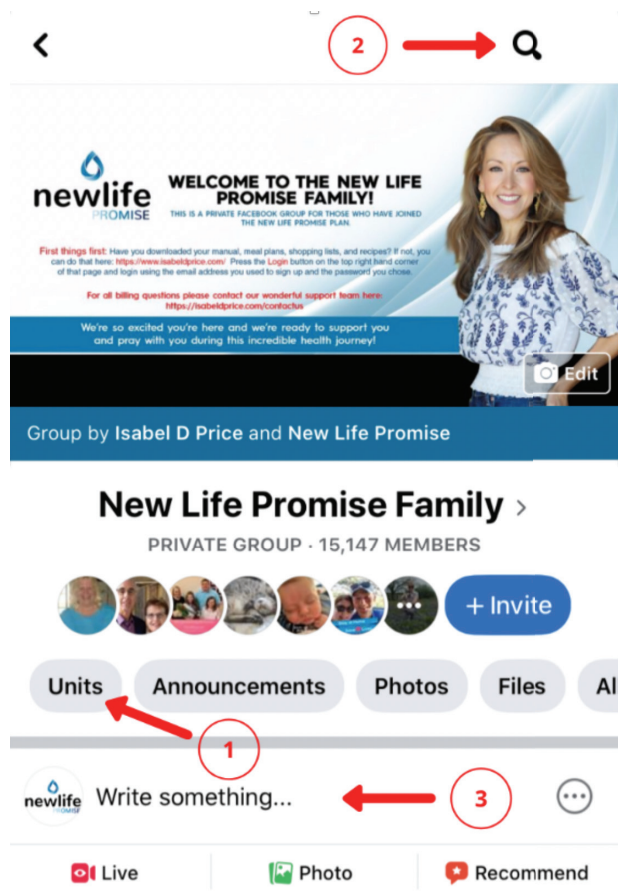 2
newlife
PROMISE
WELCOME TO THE NEW LIFE
PROMISE FAMILY!
THIS IS A PRIVATE FACEBOOK GROUP FOR THOSE WHO HAVE JOINED
THE NEW LIFE PROMISE PLAN.
First things first: Have you downloaded your manual, meal plans, shopping lists, and recipes? If not, you
can do that here: https://www.isabeldprice.com/ Press the Login button on the top right hand corner
of that page and login using the email address you used to sign up and the password you chose.
For all billing questions please contact our wonderful support team here:
https://isabeldprice.com/contactus
We're so excited you're here and we're ready to support you
and pray with you during this incredible health journey!
Edit
Group by Isabel D Price and New Life Promise
New Life Promise Family >
PRIVATE GROUP · 15,147 MEMBERS
+ Invite
Units Announcements Photos Files Al
1
newlife
PROMISE
Write something...
3
Live Photo Recommend